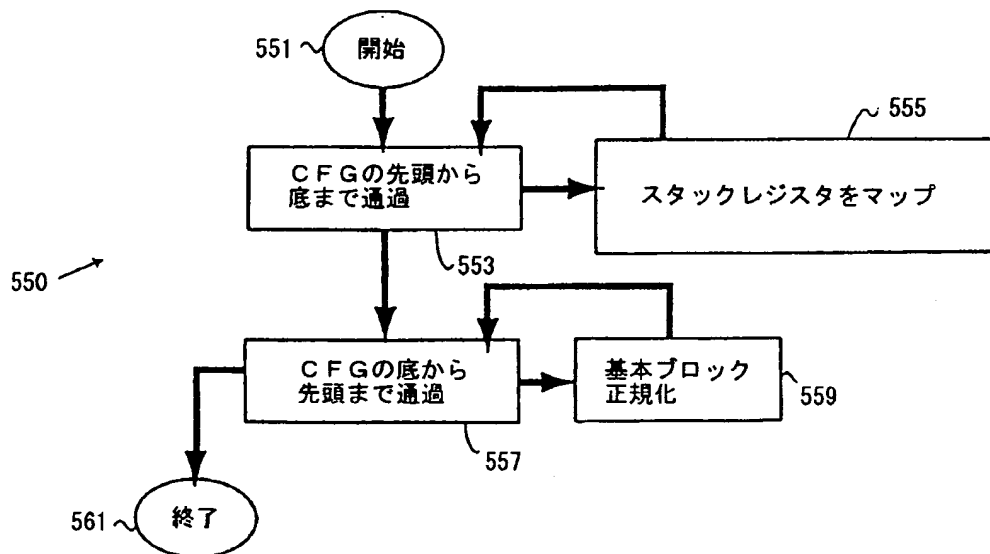 551
開始
555
ＣＦＧの先頭から
底まで通過
スタックレジスタをマップ
553
550
ＣＦＧの底から
先頭まで通過
基本ブロック
正規化
559
557
561
終了